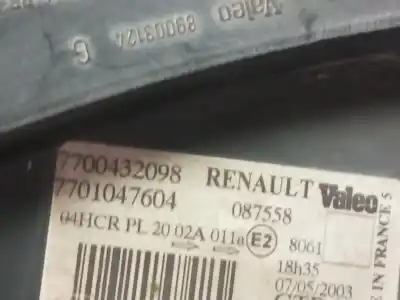 Valeo 89003124 G
7700432098 RENAULT Valeo
7701047604 087558
04HCR PL 20 02A 011a E2 8061
18h35
07/05/2003
E IN FRANCE 5